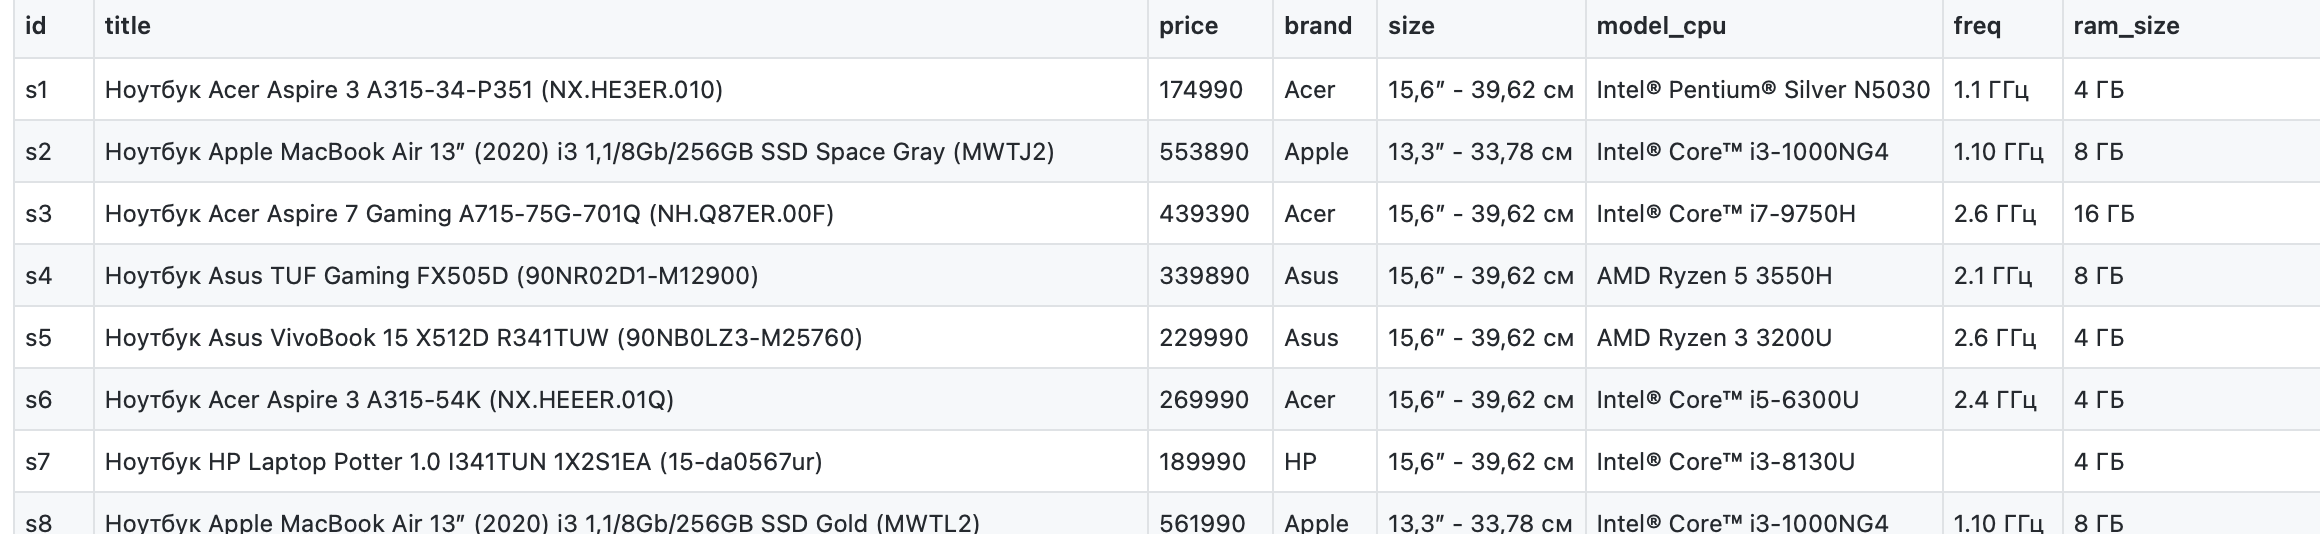 id title price brand size model_cpu freq ram_size
s1 Ноутбук Acer Aspire 3 A315-34-P351 (NX.HE3ER.010) 174990 Acer 15,6″ - 39,62 см Intel® Pentium® Silver N5030 1.1 ГГц 4 ГБ
s2 Ноутбук Apple MacBook Air 13″ (2020) i3 1,1/8Gb/256GB SSD Space Gray (MWTJ2) 553890 Apple 13,3″ - 33,78 см Intel® Core™ i3-1000NG4 1.10 ГГц 8 ГБ
s3 Ноутбук Acer Aspire 7 Gaming A715-75G-701Q (NH.Q87ER.00F) 439390 Acer 15,6″ - 39,62 см Intel® Core™ i7-9750H 2.6 ГГц 16 ГБ
s4 Ноутбук Asus TUF Gaming FX505D (90NR02D1-M12900) 339890 Asus 15,6″ - 39,62 см AMD Ryzen 5 3550H 2.1 ГГц 8 ГБ
s5 Ноутбук Asus VivoBook 15 X512D R341TUW (90NB0LZ3-M25760) 229990 Asus 15,6″ - 39,62 см AMD Ryzen 3 3200U 2.6 ГГц 4 ГБ
s6 Ноутбук Acer Aspire 3 A315-54K (NX.HEEER.01Q) 269990 Acer 15,6″ - 39,62 см Intel® Core™ i5-6300U 2.4 ГГц 4 ГБ
s7 Ноутбук HP Laptop Potter 1.0 I341TUN 1X2S1EA (15-da0567ur) 189990 HP 15,6″ - 39,62 см Intel® Core™ i3-8130U 4 ГБ
s8 Ноутбук Apple MacBook Air 13″ (2020) i3 1,1/8Gb/256GB SSD Gold (MWTL2) 561990 Apple 13,3″ - 33,78 см Intel® Core™ i3-1000NG4 1.10 ГГц 8 ГБ